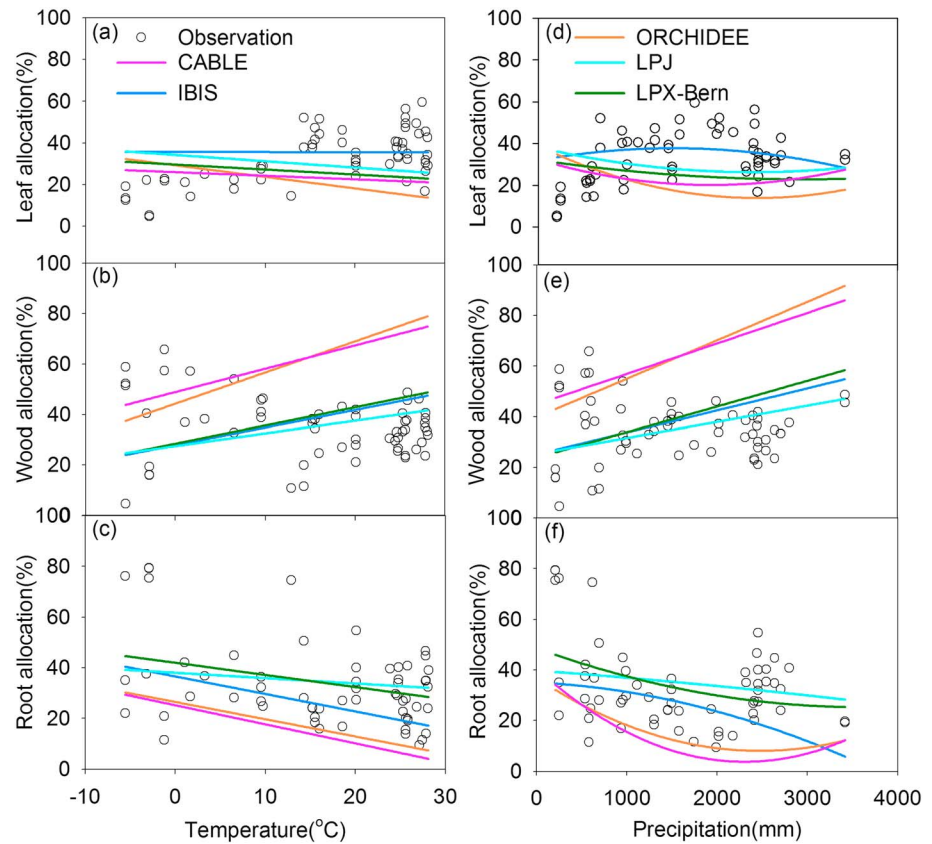 100
(a)
Observation
CABLE
IBIS
80
60
40
20
0
Leaf allocation(%)
100
(d)
ORCHIDEE
LPJ
LPX-Bern
80
60
40
20
0
Leaf allocation(%)
100
(b)
80
60
40
20
0
Wood allocation(%)
100
(e)
80
60
40
20
0
Wood allocation(%)
100
(c)
80
60
40
20
0
Root allocation(%)
-10 0 10 20 30
Temperature(°C)
100
(f)
80
60
40
20
0
Root allocation(%)
0 1000 2000 3000 4000
Precipitation(mm)